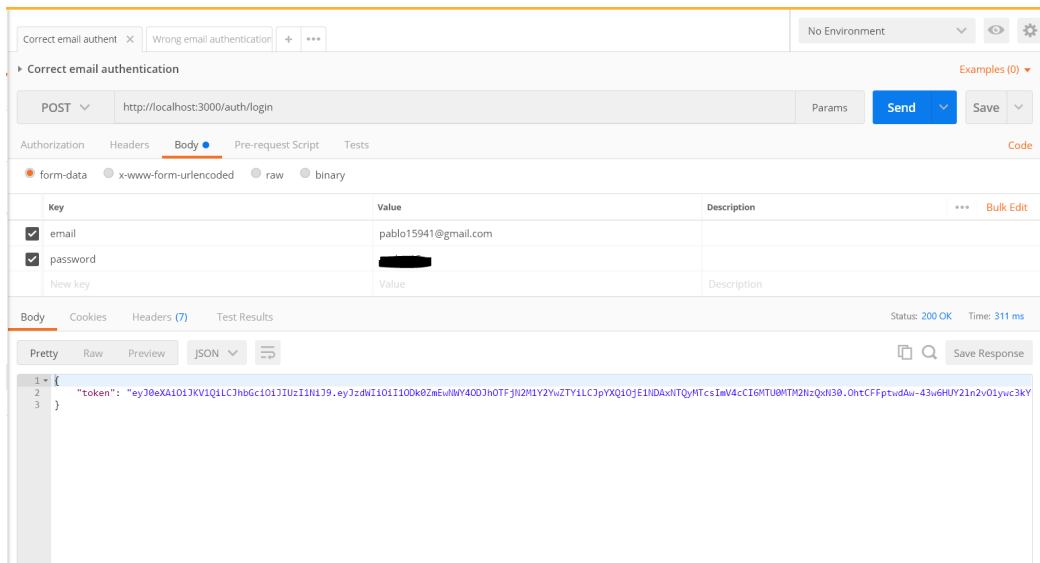 Correct email authent × Wrong email authentication + ••• No Environment
Correct email authentication Examples (0)
POST http://localhost:3000/auth/login Params Send Save
Authorization Headers Body Pre-request Script Tests Code
form-data x-www-form-urlencoded raw binary
Key Value Description ••• Bulk Edit
email pablo15941@gmail.com
password
New key Value Description
Body Cookies Headers (7) Test Results Status: 200 OK Time: 311 ms
Pretty Raw Preview JSON Save Response
1 {
2 "token": "eyJ0eXAiOiJKV1QiLCJhbGciOiJIUzI1NiJ9.eyJzdWIiOiI1ODk0ZmEwNWY4ODJhOTFjN2M1Y2YwZTYiLCJpYXQiOjE1NDAxNTQyMTcsImV4cCI6MTU0MTM2NzQxN30.OhtCFFptwdAw-43w6HUY2ln2vO1ywc3kY
3 }